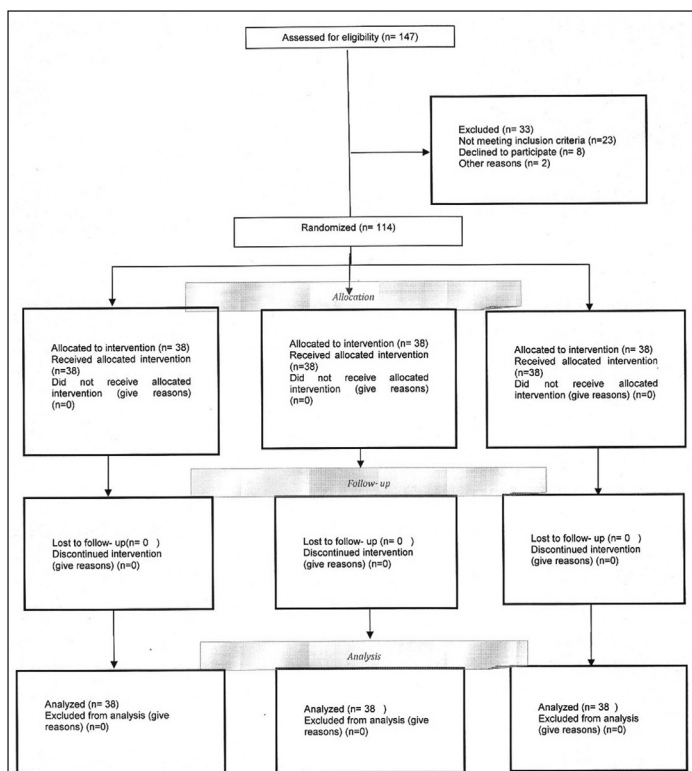 Assessed for eligibility (n= 147)
Excluded (n= 33)
Not meeting inclusion criteria (n=23)
Declined to participate (n= 8)
Other reasons (n= 2)
Randomized (n= 114)
Allocation
Allocated to intervention (n= 38)
Received allocated intervention
(n=38)
Did not receive allocated
intervention (give reasons)
(n=0)
Allocated to intervention (n= 38)
Received allocated intervention
(n=38)
Did not receive allocated
intervention (give reasons)
(n=0)
Allocated to intervention (n= 38)
Received allocated intervention
(n=38)
Did not receive allocated
intervention (give reasons) (n=0)
Follow- up
Lost to follow- up(n= 0 )
Discontinued intervention
(give reasons) (n=0)
Lost to follow- up (n= 0 )
Discontinued intervention
(give reasons) (n=0)
Lost to follow- up (n= 0 )
Discontinued intervention
(give reasons) (n=0)
Analysis
Analyzed (n= 38)
Excluded from analysis (give
reasons) (n=0)
Analyzed (n= 38 )
Excluded from analysis (give
reasons) (n=0)
Analyzed (n= 38 )
Excluded from analysis (give
reasons) (n=0)